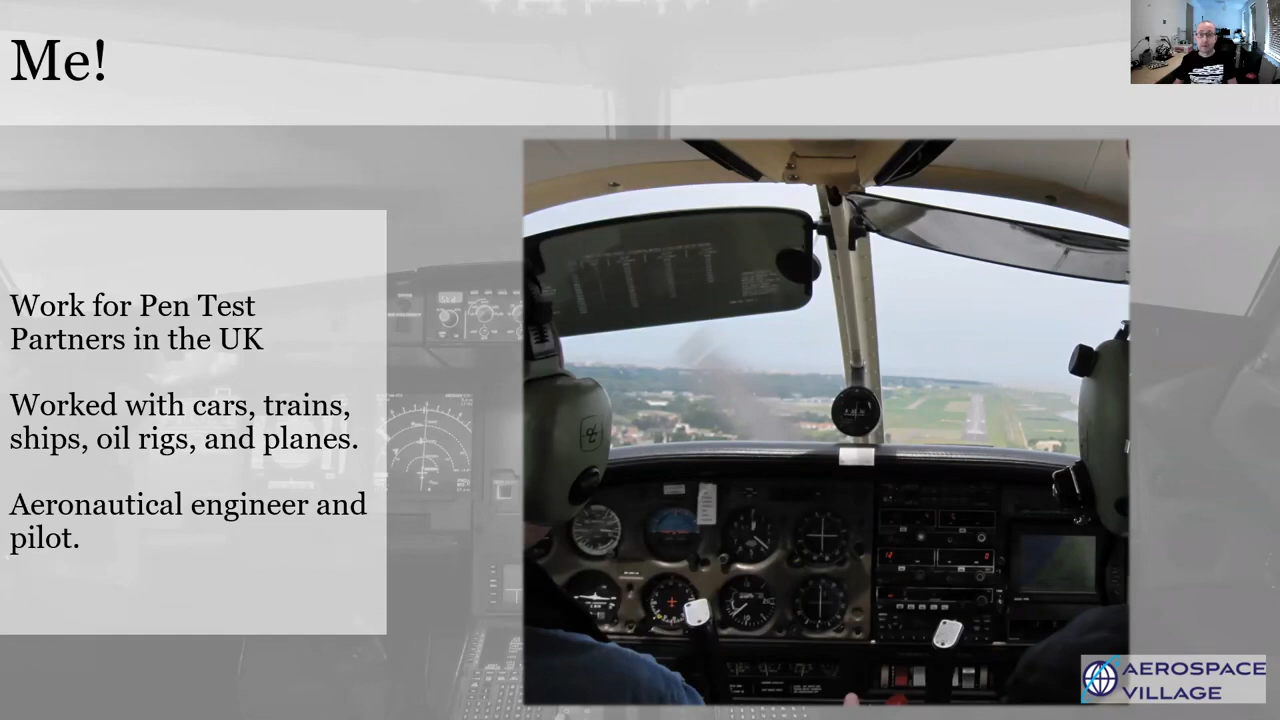 Me!
Work for Pen Test
Partners in the UK
Worked with cars, trains,
ships, oil rigs, and planes.
Aeronautical engineer and
pilot.
AEROSPACE
VILLAGE